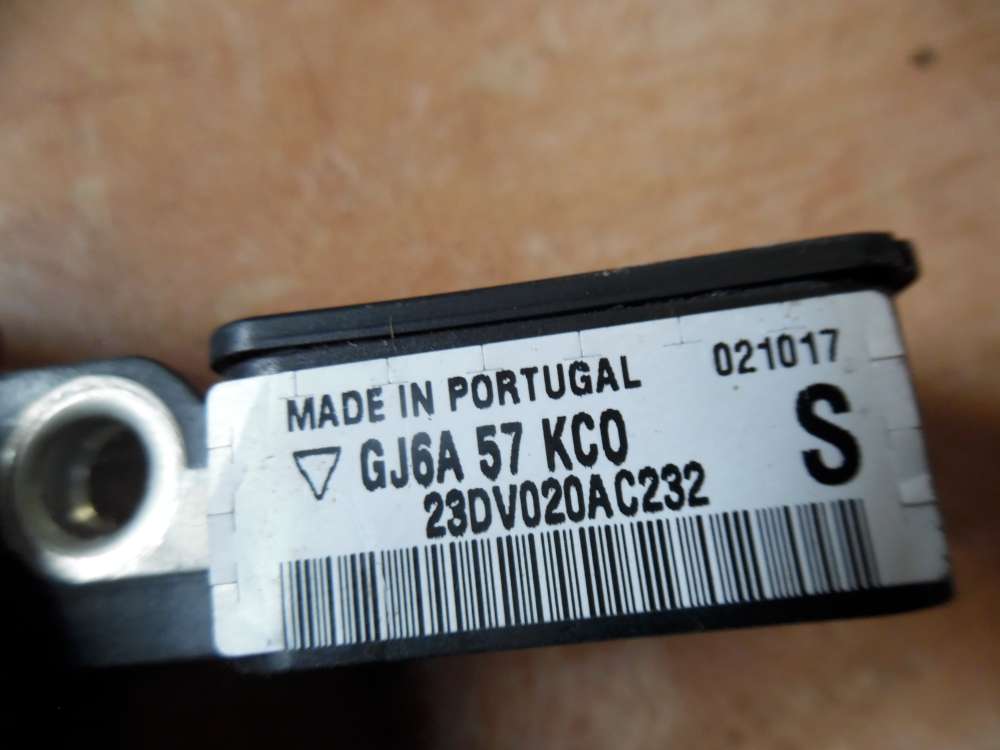 021017
MADE IN PORTUGAL
GJ6A 57 KC0
S
23DV020AC232